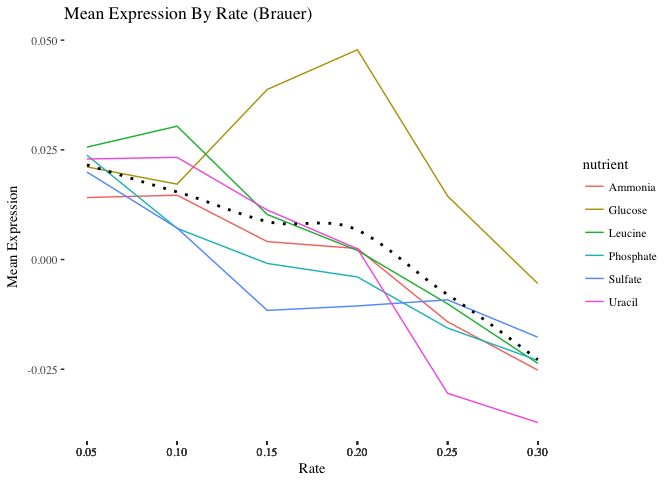 Mean Expression By Rate (Brauer)
0.050
0.025
0.000
-0.025
Mean Expression
0.05 0.10 0.15 0.20 0.25 0.30
Rate
nutrient
Ammonia
Glucose
Leucine
Phosphate
Sulfate
Uracil